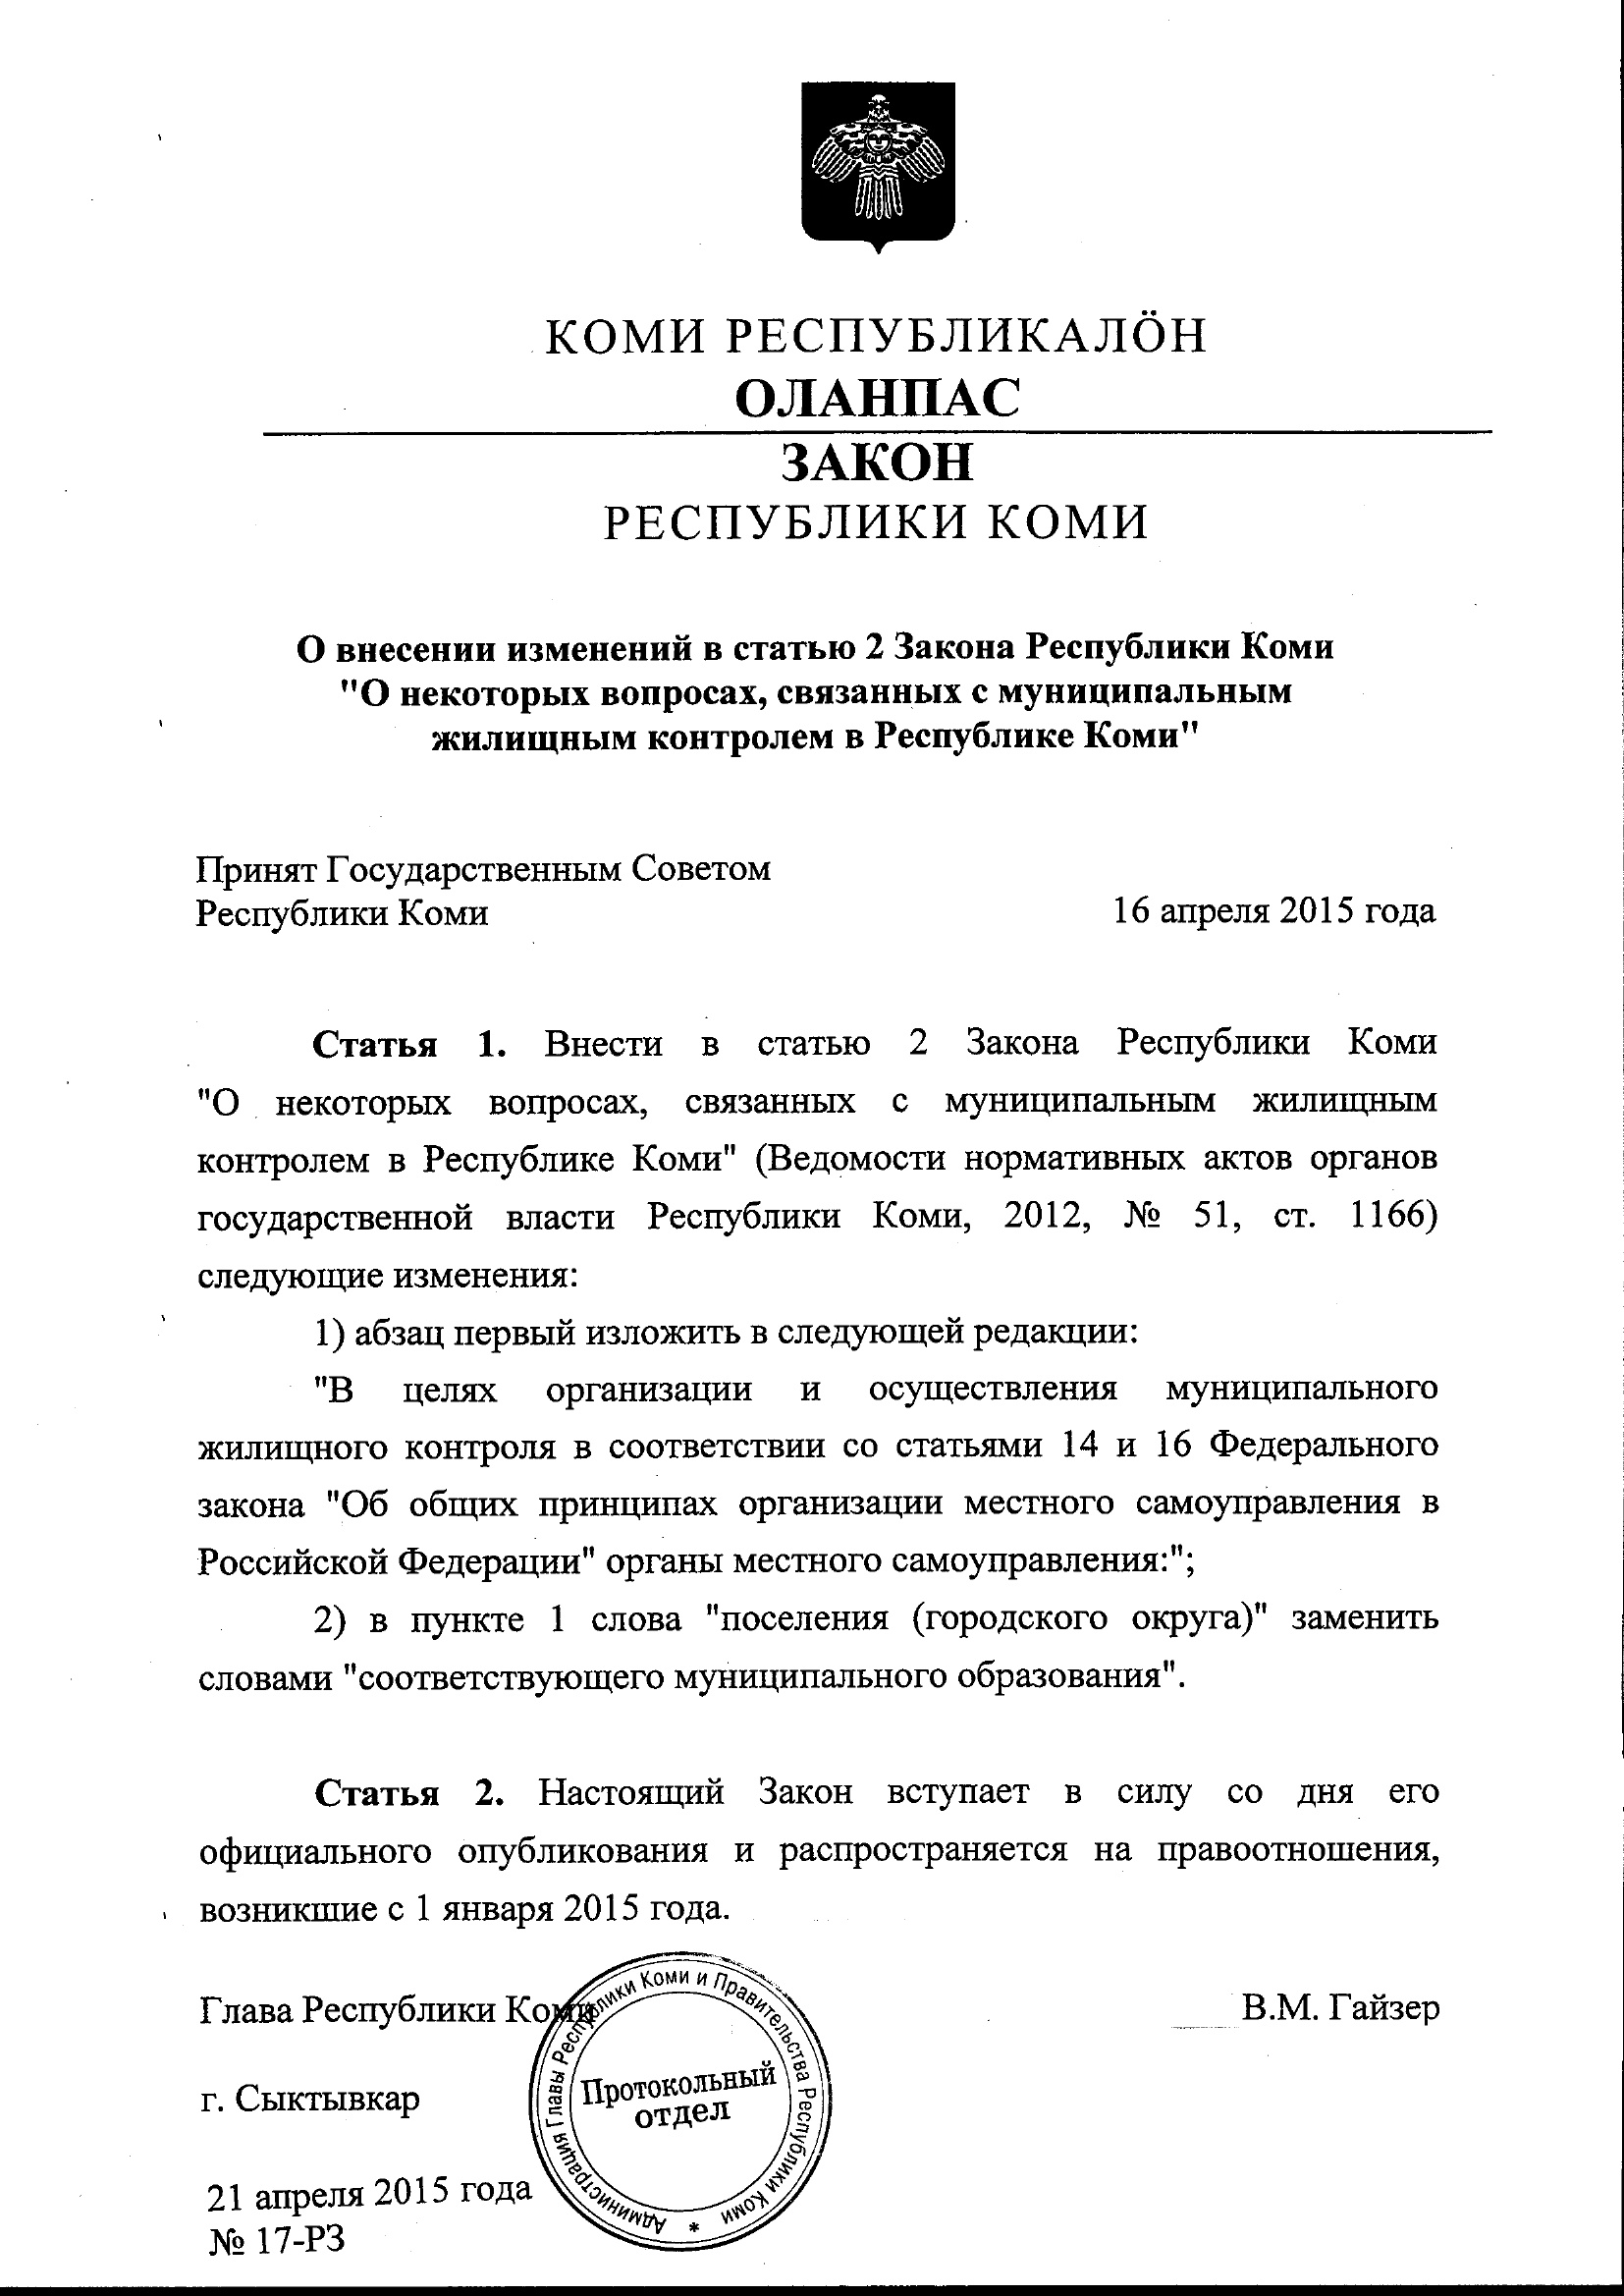 КОМИ РЕСПУБЛИКАЛӦН
ОЛАНПАС
ЗАКОН
РЕСПУБЛИКИ КОМИ
О внесении изменений в статью 2 Закона Республики Коми
"О некоторых вопросах, связанных с муниципальным
жилищным контролем в Республике Коми"
Принят Государственным Советом
Республики Коми 16 апреля 2015 года
Статья 1. Внести в статью 2 Закона Республики Коми
"О некоторых вопросах, связанных с муниципальным жилищным
контролем в Республике Коми" (Ведомости нормативных актов органов
государственной власти Республики Коми, 2012, № 51, ст. 1166)
следующие изменения:
1) абзац первый изложить в следующей редакции:
"В целях организации и осуществления муниципального
жилищного контроля в соответствии со статьями 14 и 16 Федерального
закона "Об общих принципах организации местного самоуправления в
Российской Федерации" органы местного самоуправления:";
2) в пункте 1 слова "поселения (городского округа)" заменить
словами "соответствующего муниципального образования".
Статья 2. Настоящий Закон вступает в силу со дня его
официального опубликования и распространяется на правоотношения,
возникшие с 1 января 2015 года.
Глава Республики Коми В.М. Гайзер
г. Сыктывкар
21 апреля 2015 года
№ 17-РЗ
Администрация Главы Республики Коми и Правительства Республики Коми *
Протокольный
отдел